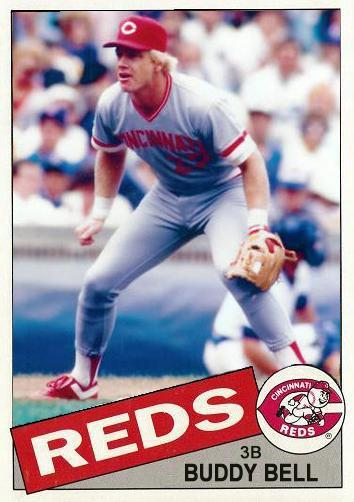 C
CINCINNATI
REDS
CINCINNATI
REDS
®
3B
BUDDY BELL